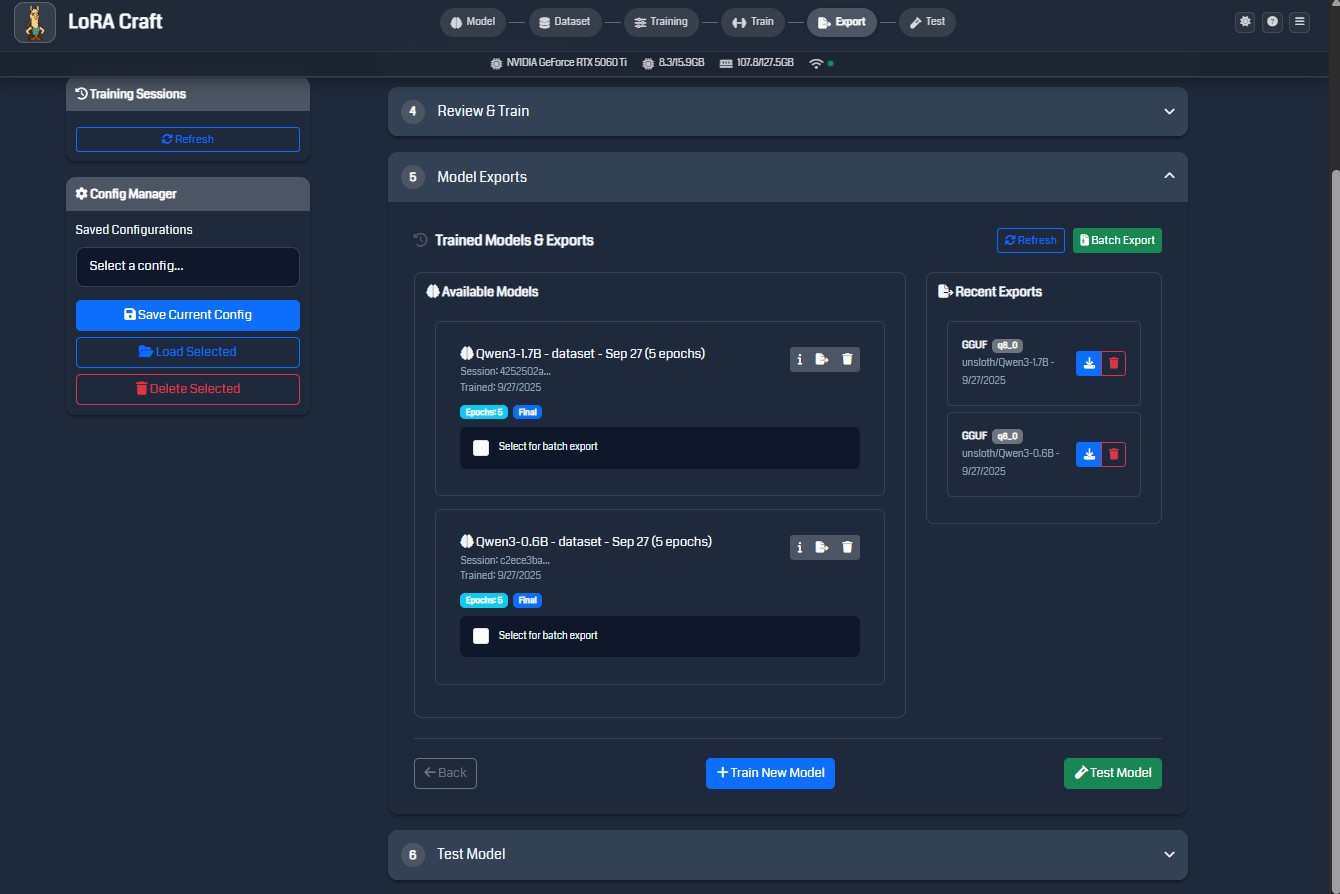 LoRA Craft
Model
Dataset
Training
Train
Export
Test
NVIDIA GeForce RTX 5060 Ti
8.3/15.9GB
107.8/127.5GB
Training Sessions
Refresh
Config Manager
Saved Configurations
Select a config...
Save Current Config
Load Selected
Delete Selected
4
Review & Train
5
Model Exports
Trained Models & Exports
Refresh
Batch Export
Available Models
Qwen3-1.7B - dataset - Sep 27 (5 epochs)
Session: 4252502a...
Trained: 9/27/2025
Epochs: 5
Final
Select for batch export
Qwen3-0.6B - dataset - Sep 27 (5 epochs)
Session: c2ece3ba...
Trained: 9/27/2025
Epochs: 5
Final
Select for batch export
Recent Exports
GGUF q8_0
unsloth/Qwen3-1.7B -
9/27/2025
GGUF q8_0
unsloth/Qwen3-0.6B -
9/27/2025
Back
Train New Model
Test Model
6
Test Model